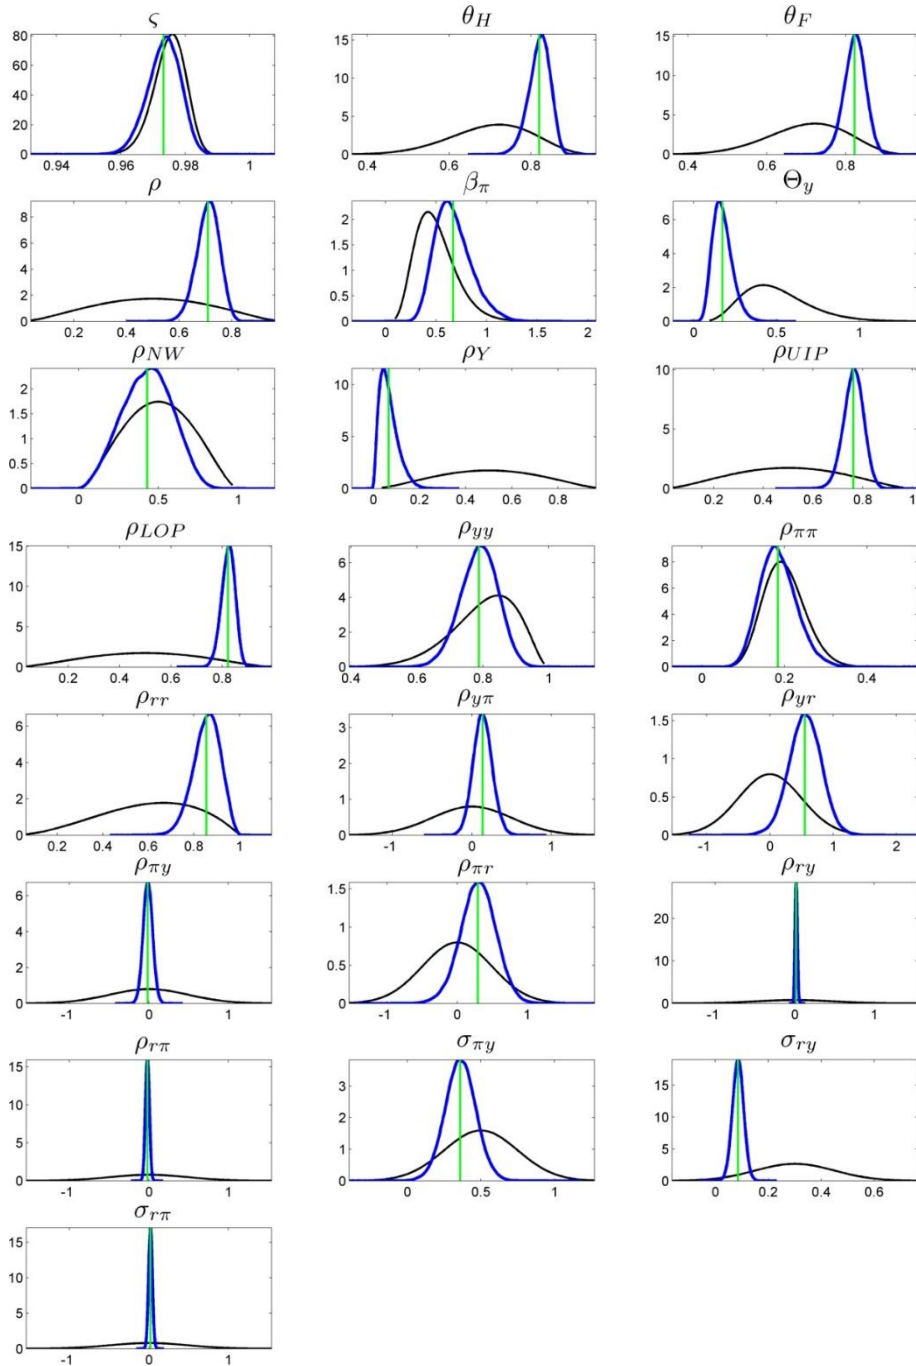 ς θ_H θ_F
80 60 40 20 0 0.94 0.96 0.98 1
15 10 5 0 0.4 0.6 0.8
15 10 5 0 0.4 0.6 0.8
ρ β_π Θ_y
8 6 4 2 0 0.2 0.4 0.6 0.8
2 1.5 1 0.5 0 0 0.5 1 1.5 2
6 4 2 0 0 0.5 1
ρ_NW ρ_Y ρ_UIP
2 1.5 1 0.5 0 0 0.5 1
10 5 0 0 0.2 0.4 0.6 0.8
10 5 0 0.2 0.4 0.6 0.8 1
ρ_LOP ρ_yy ρ_ππ
15 10 5 0 0.2 0.4 0.6 0.8
6 4 2 0 0.4 0.6 0.8 1
8 6 4 2 0 0 0.2 0.4
ρ_rr ρ_yπ ρ_yr
6 4 2 0 0.2 0.4 0.6 0.8 1
3 2 1 0 -1 0 1
1.5 1 0.5 0 -1 0 1 2
ρ_πy ρ_πr ρ_ry
6 4 2 0 -1 0 1
1.5 1 0.5 0 -1 0 1
20 10 0 -1 0 1
ρ_rπ σ_πy σ_ry
15 10 5 0 -1 0 1
3 2 1 0 0 0.5 1
15 10 5 0 0 0.2 0.4 0.6
σ_rπ
15 10 5 0 -1 0 1